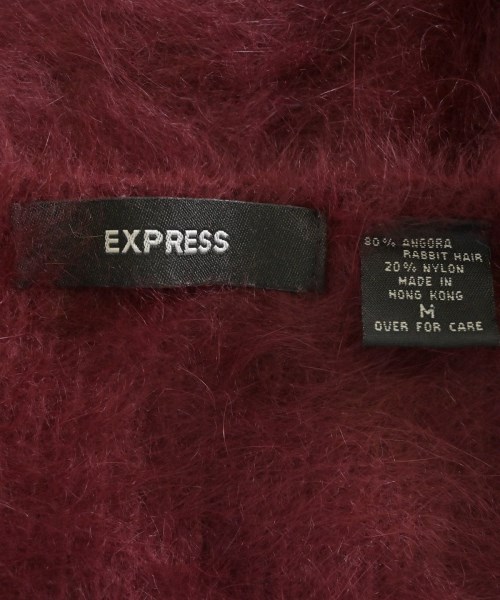 EXPRESS
80% ANGORA
RABBIT HAIR
20% NYLON
MADE IN
HONG KONG
M
OVER FOR CARE